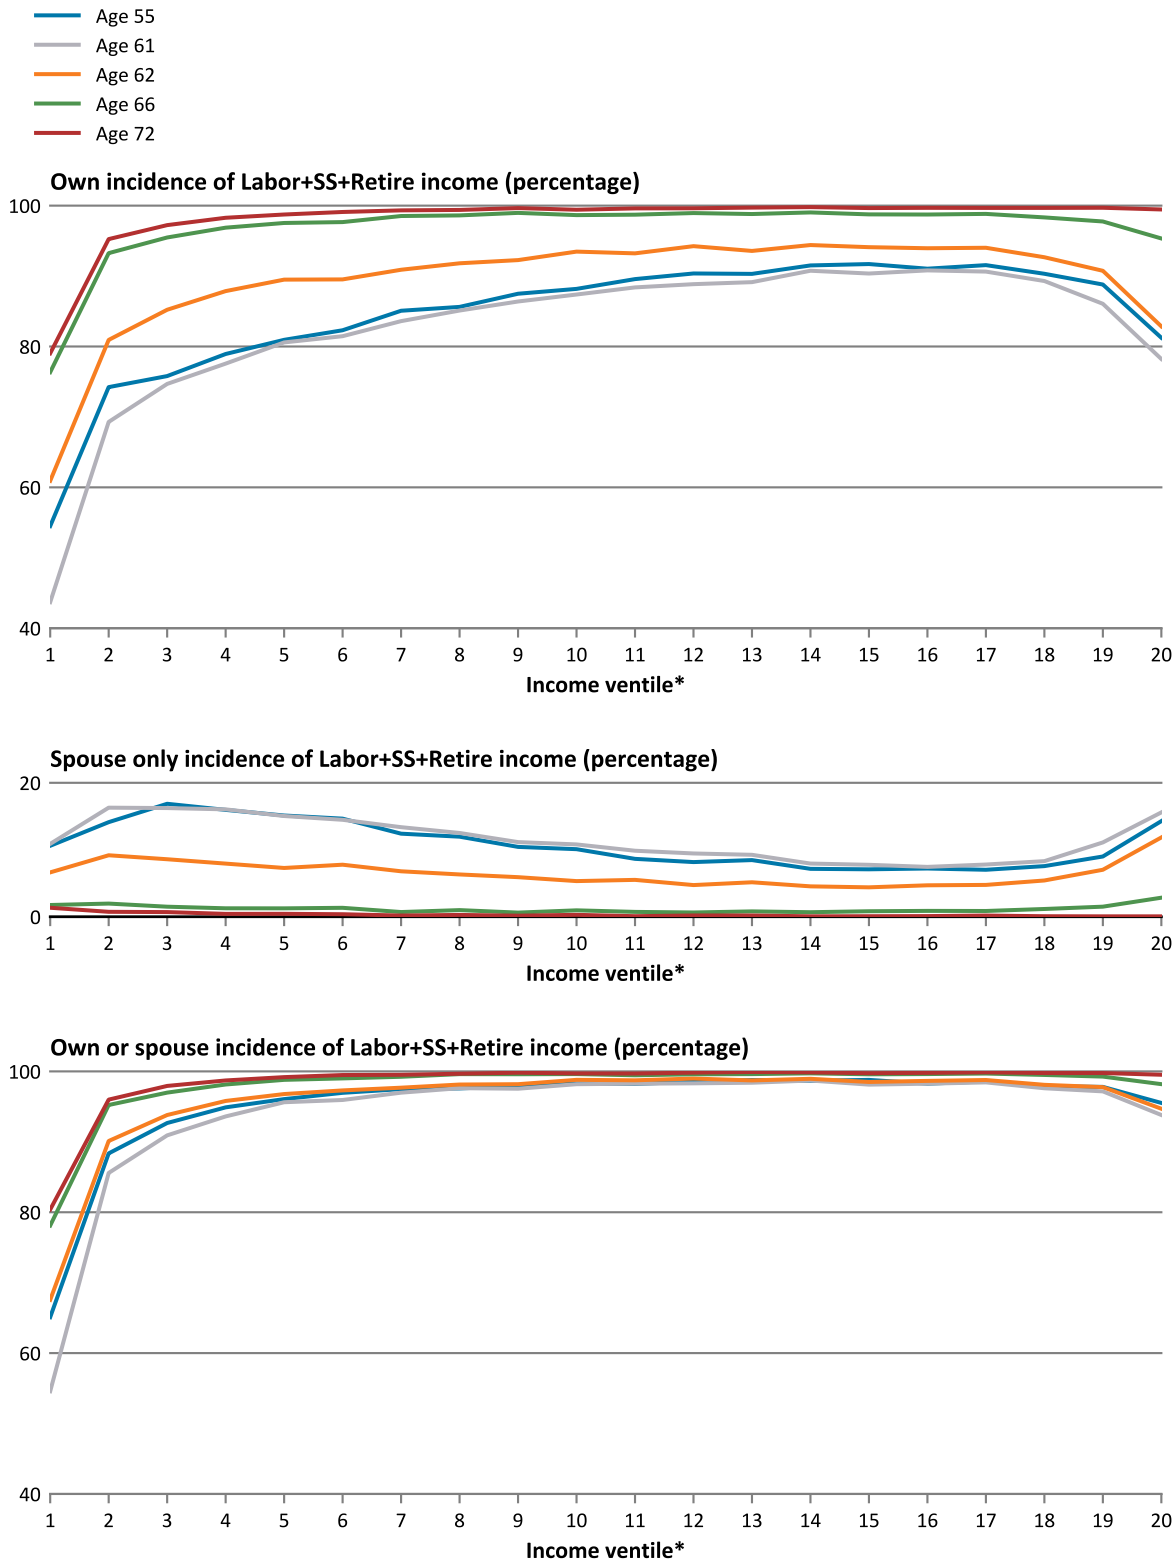 Age 55
Age 61
Age 62
Age 66
Age 72
Own incidence of Labor+SS+Retire income (percentage)
100
80
60
40
1 2 3 4 5 6 7 8 9 10 11 12 13 14 15 16 17 18 19 20
Income ventile*
Spouse only incidence of Labor+SS+Retire income (percentage)
20
0
1 2 3 4 5 6 7 8 9 10 11 12 13 14 15 16 17 18 19 20
Income ventile*
Own or spouse incidence of Labor+SS+Retire income (percentage)
100
80
60
40
1 2 3 4 5 6 7 8 9 10 11 12 13 14 15 16 17 18 19 20
Income ventile*